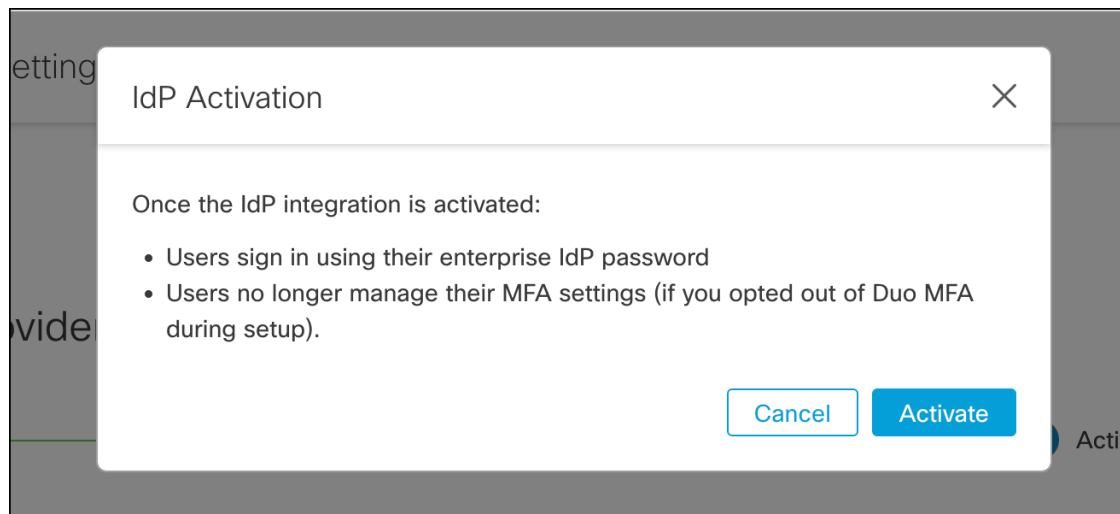 etting
IdP Activation
Once the IdP integration is activated:
• Users sign in using their enterprise IdP password
• Users no longer manage their MFA settings (if you opted out of Duo MFA
during setup).
vider
Cancel Activate
Acti